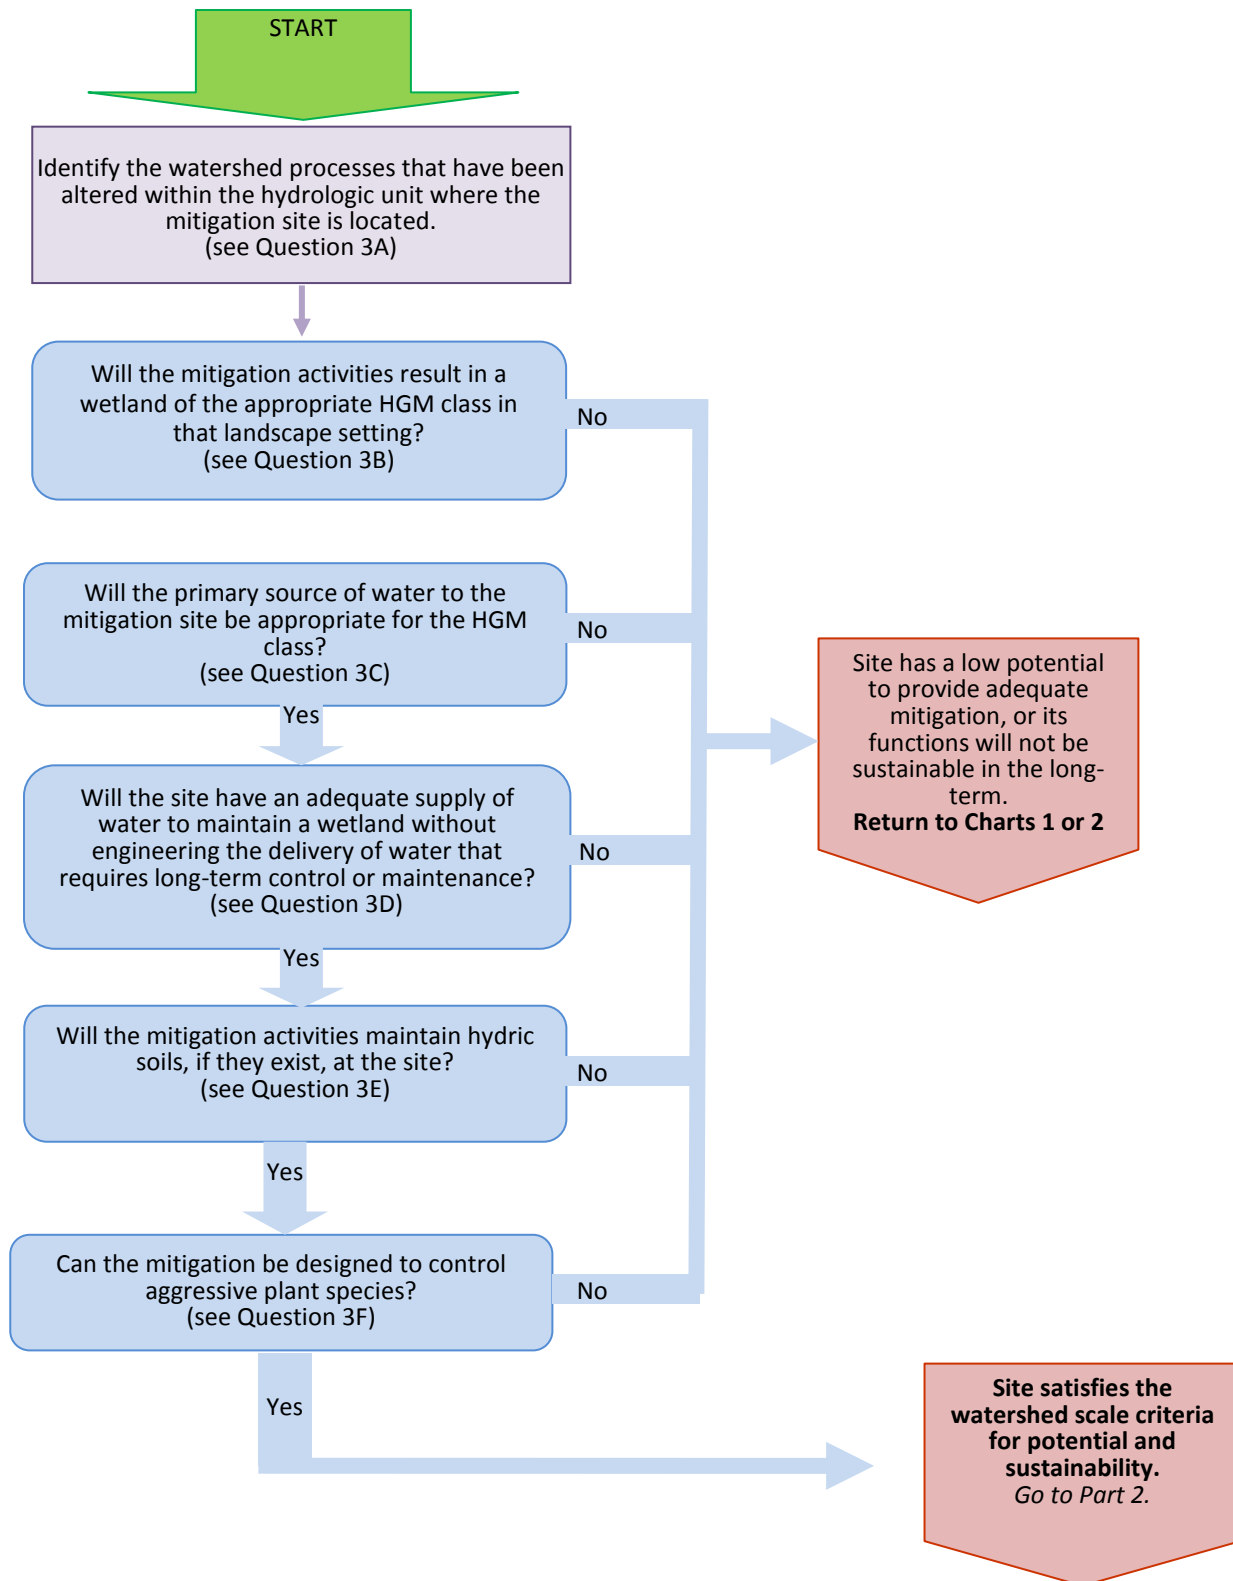 START
Identify the watershed processes that have been
altered within the hydrologic unit where the
mitigation site is located.
(see Question 3A)
Will the mitigation activities result in a
wetland of the appropriate HGM class in
that landscape setting?
(see Question 3B)
No
Will the primary source of water to the
mitigation site be appropriate for the HGM
class?
(see Question 3C)
No
Yes
Site has a low potential
to provide adequate
mitigation, or its
functions will not be
sustainable in the long-
term.
Return to Charts 1 or 2
Will the site have an adequate supply of
water to maintain a wetland without
engineering the delivery of water that
requires long-term control or maintenance?
(see Question 3D)
No
Yes
Will the mitigation activities maintain hydric
soils, if they exist, at the site?
(see Question 3E)
No
Yes
Can the mitigation be designed to control
aggressive plant species?
(see Question 3F)
No
Yes
Site satisfies the
watershed scale criteria
for potential and
sustainability.
Go to Part 2.